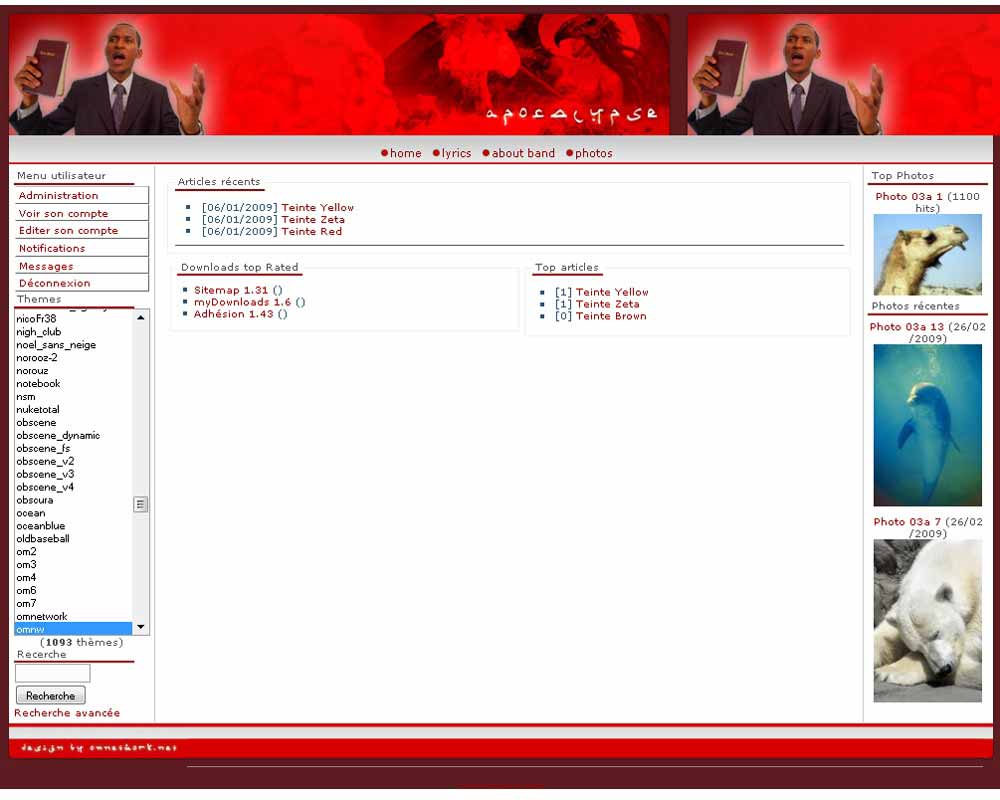 apocalypse
home lyrics about band photos
Menu utilisateur
Administration
Voir son compte
Editer son compte
Notifications
Messages
Déconnexion
Themes
nicoFr38
nigh_club
noel_sans_neige
norooz-2
norouz
notebook
nsm
nuketotal
obscene
obscene_dynamic
obscene_fs
obscene_v2
obscene_v3
obscene_v4
obscura
ocean
oceanblue
oldbaseball
om2
om3
om4
om6
om7
omnetwork
omnw
(1093 thèmes)
Recerche
Recherche
Recherche avancée
Articles récents
[06/01/2009] Teinte Yellow
[06/01/2009] Teinte Zeta
[06/01/2009] Teinte Red
Downloads top Rated
Sitemap 1.31 ()
myDownloads 1.6 ()
Adhésion 1.43 ()
Top articles
[1] Teinte Yellow
[1] Teinte Zeta
[0] Teinte Brown
Top Photos
Photo 03a 1 (1100
hits)
Photos récentes
Photo 03a 13 (26/02
/2009)
Photo 03a 7 (26/02
/2009)
design by omnetwork.net